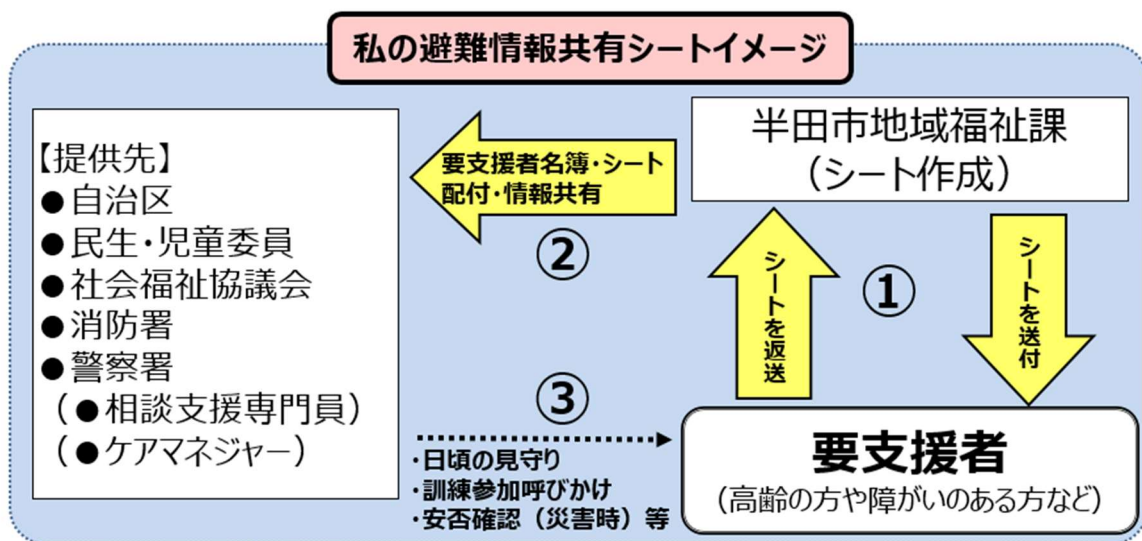 私の避難情報共有シートイメージ
【提供先】
●自治区
●民生・児童委員
●社会福祉協議会
●消防署
●警察署
（●相談支援専門員）
（●ケアマネジャー）
要支援者名簿・シート
配付・情報共有
②
半田市地域福祉課
（シート作成）
シートを返送
①
シートを送付
③
・日頃の見守り
・訓練参加呼びかけ
・安否確認（災害時）等
要支援者
（高齢の方や障がいのある方など）